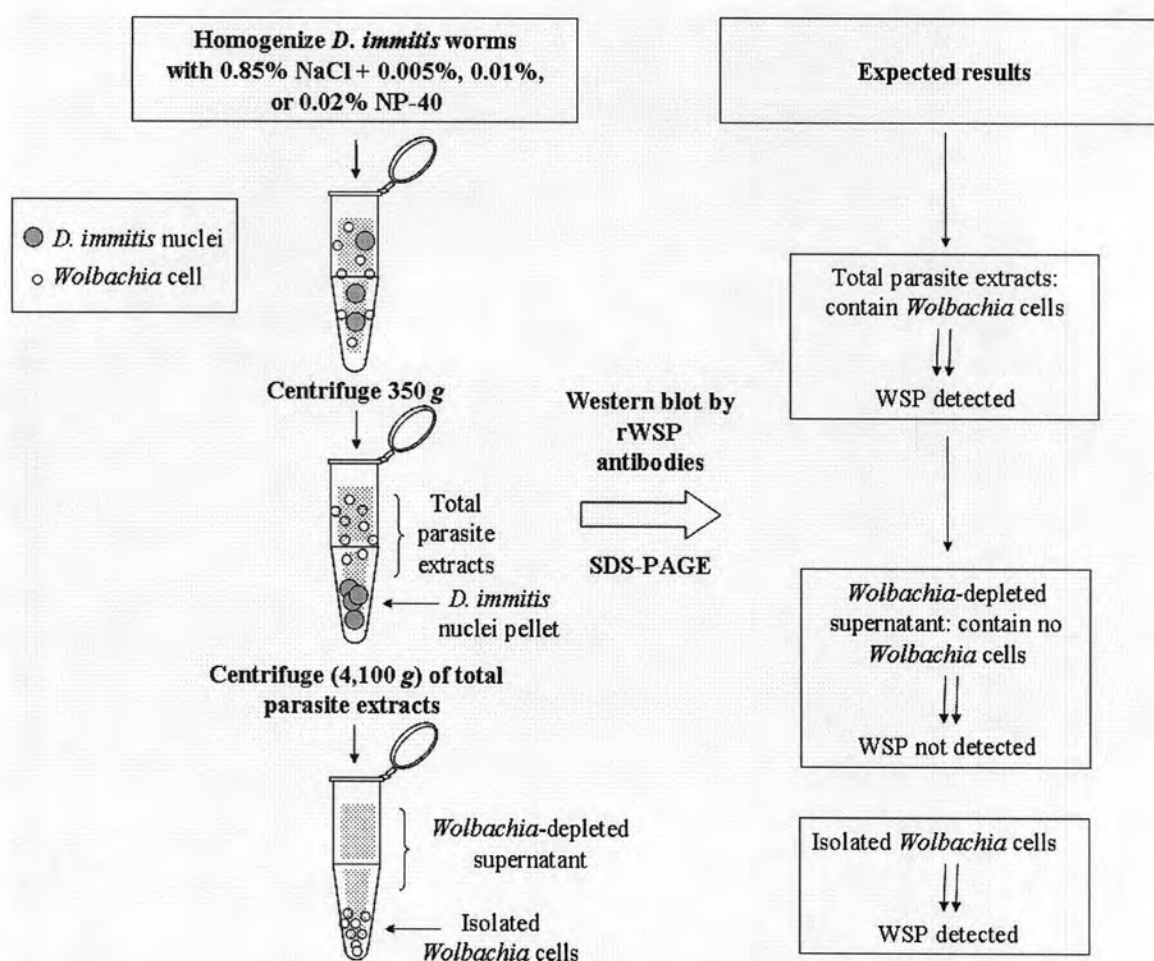 Homogenize D. immitis worms
with 0.85% NaCl + 0.005%, 0.01%,
or 0.02% NP-40
Expected results
D. immitis nuclei
Wolbachia cell
Total parasite extracts:
contain Wolbachia cells
WSP detected
Centrifuge 350 g
Western blot by
rWSP
antibodies
SDS-PAGE
Total
parasite
extracts
D. immitis
nuclei pellet
Wolbachia-depleted
supernatant: contain no
Wolbachia cells
WSP not detected
Centrifuge (4,100 g) of total
parasite extracts
Wolbachia-depleted
supernatant
Isolated
Wolbachia cells
Isolated Wolbachia cells
WSP detected